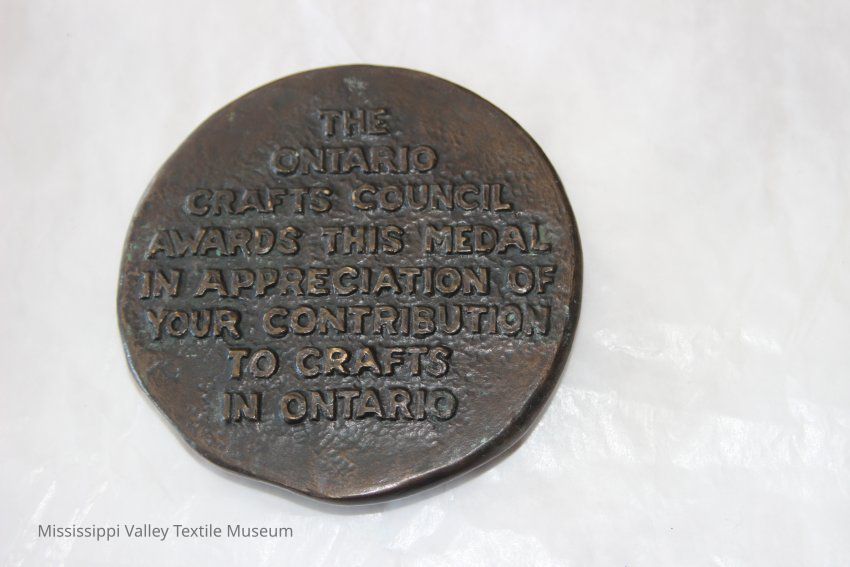 THE
ONTARIO
CRAFTS COUNCIL
AWARDS THIS MEDAL
IN APPRECIATION OF
YOUR CONTRIBUTION
TO CRAFTS
IN ONTARIO
Mississippi Valley Textile Museum